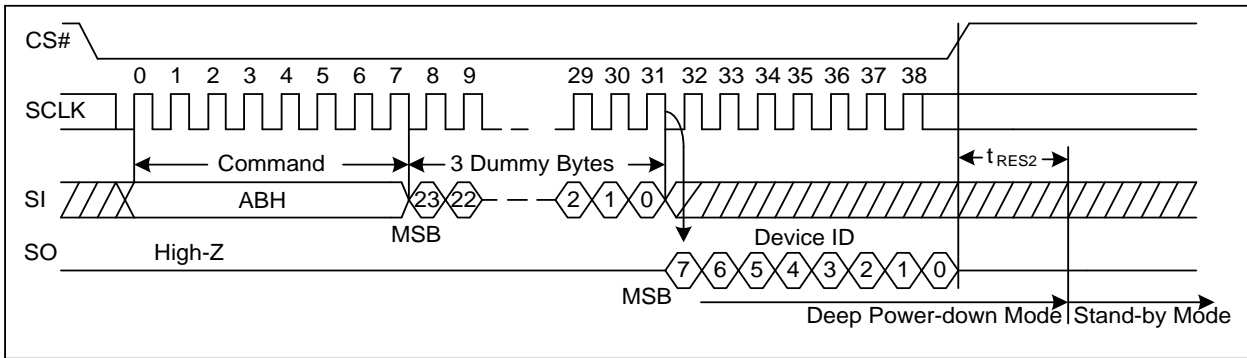 CS#
0 1 2 3 4 5 6 7 8 9 29 30 31 32 33 34 35 36 37 38
SCLK
Command 3 Dummy Bytes tRES2
SI ABH 23 22 2 1 0
MSB
SO High-Z Device ID
7 6 5 4 3 2 1 0
MSB
Deep Power-down Mode Stand-by Mode